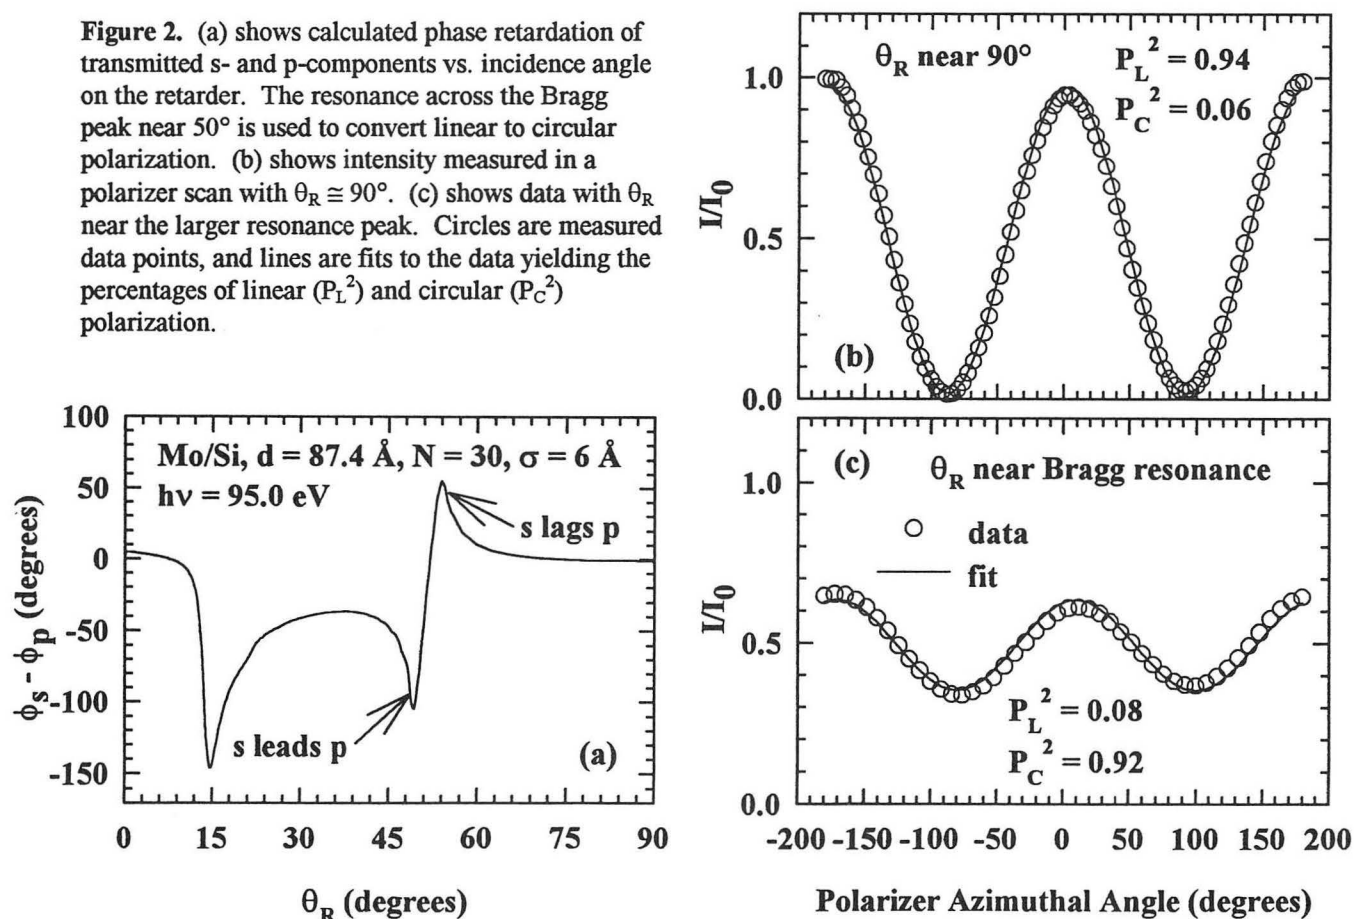 Figure 2. (a) shows calculated phase retardation of
transmitted s- and p-components vs. incidence angle
on the retarder. The resonance across the Bragg
peak near 50° is used to convert linear to circular
polarization. (b) shows intensity measured in a
polarizer scan with θR ≅ 90°. (c) shows data with θR
near the larger resonance peak. Circles are measured
data points, and lines are fits to the data yielding the
percentages of linear (PL²) and circular (PC²)
polarization.
100
50
0
-50
-100
-150
ϕs - ϕp (degrees)
Mo/Si, d = 87.4 Å, N = 30, σ = 6 Å
hν = 95.0 eV
s lags p
s leads p
(a)
0 15 30 45 60 75 90
θR (degrees)
θR near 90°
PL² = 0.94
PC² = 0.06
1.0
0.5
0.0
I/I0
(b)
(c)
θR near Bragg resonance
data
fit
1.0
0.5
0.0
I/I0
PL² = 0.08
PC² = 0.92
-200 -150 -100 -50 0 50 100 150 200
Polarizer Azimuthal Angle (degrees)